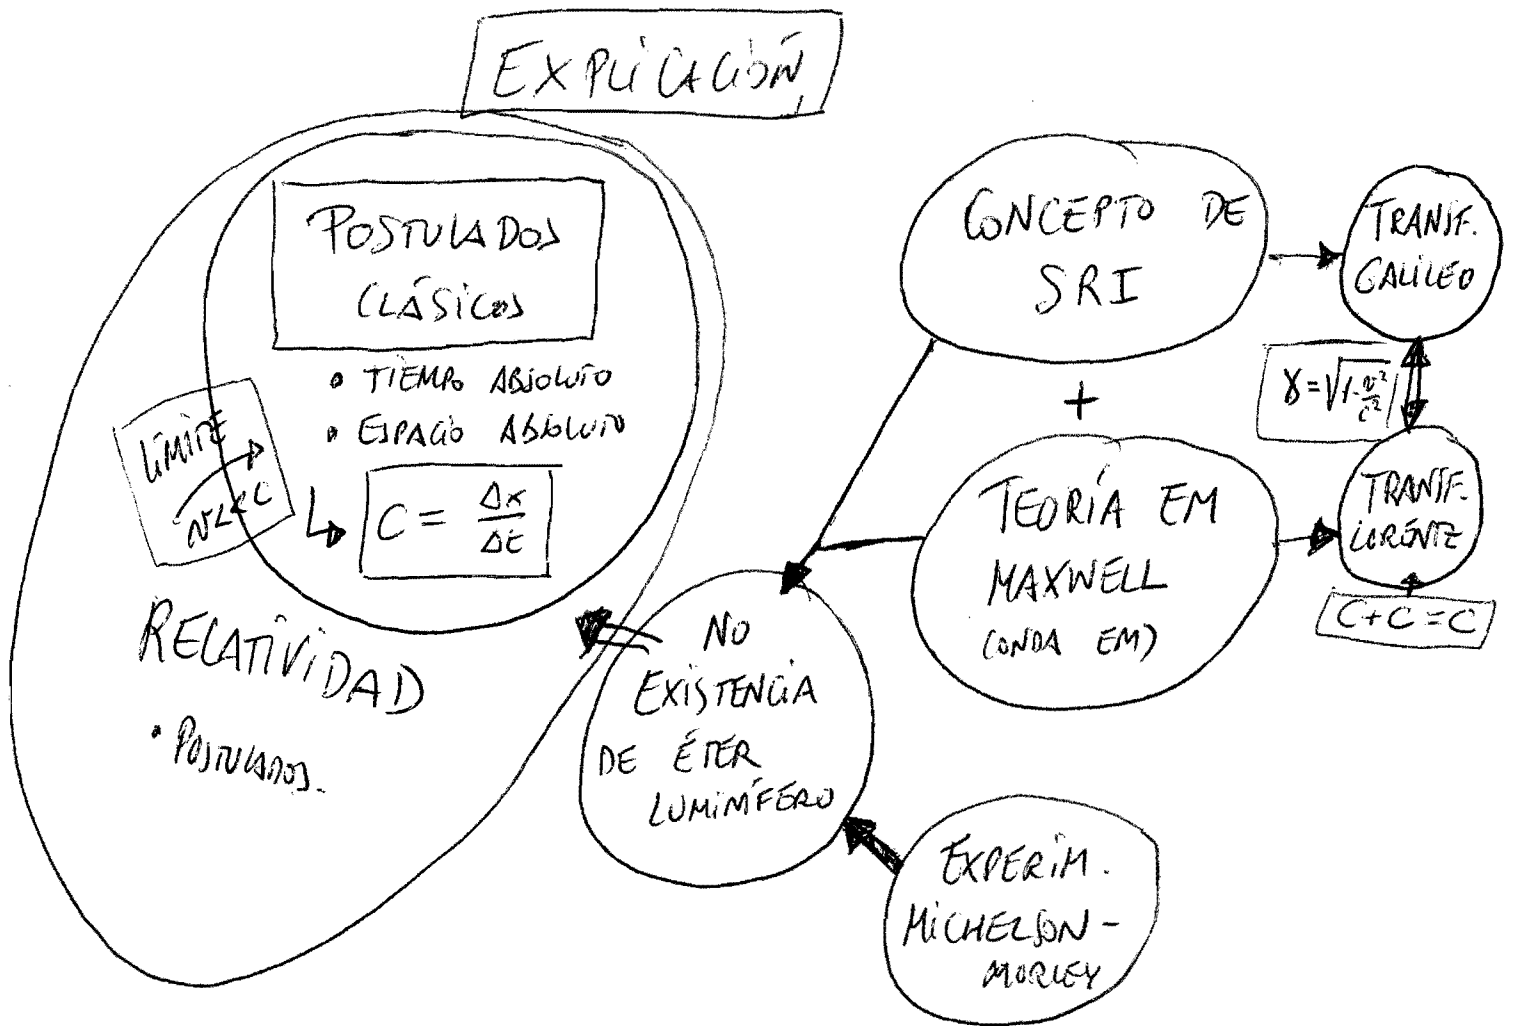 EXPLICACIÓN
POSTULADOS
CLÁSICOS
• TIEMPO ABSOLUTO
• ESPACIO ABSOLUTO
C = Δx/Δt
LÍMITE
v<<c
RELATIVIDAD
• POSTULADOS.
NO
EXISTENCIA
DE ÉTER
LUMINÍFERO
CONCEPTO DE
SRI
+
TEORÍA EM
MAXWELL
(ONDA EM)
TRANSF.
GALILEO
γ=√1-v²/c²
TRANSF.
LORENTZ
C+C=C
EXPERIM.
MICHELSON-
MORLEY